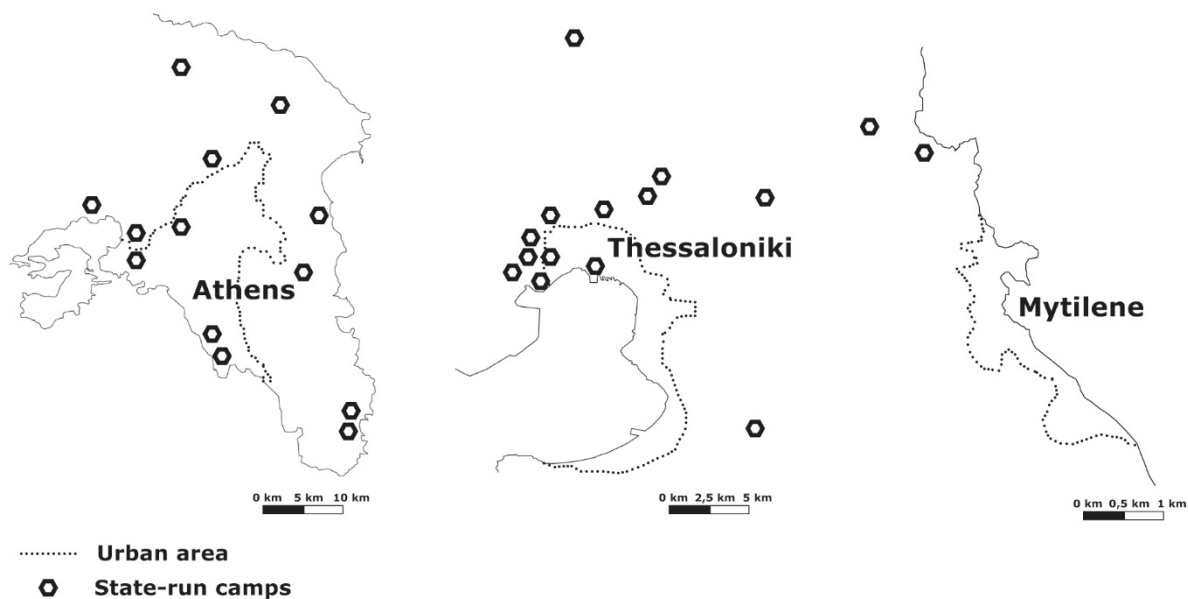 Athens
Thessaloniki
Mytilene
0 km 5 km 10 km
0 km 2,5 km 5 km
0 km 0,5 km 1 km
Urban area
State-run camps